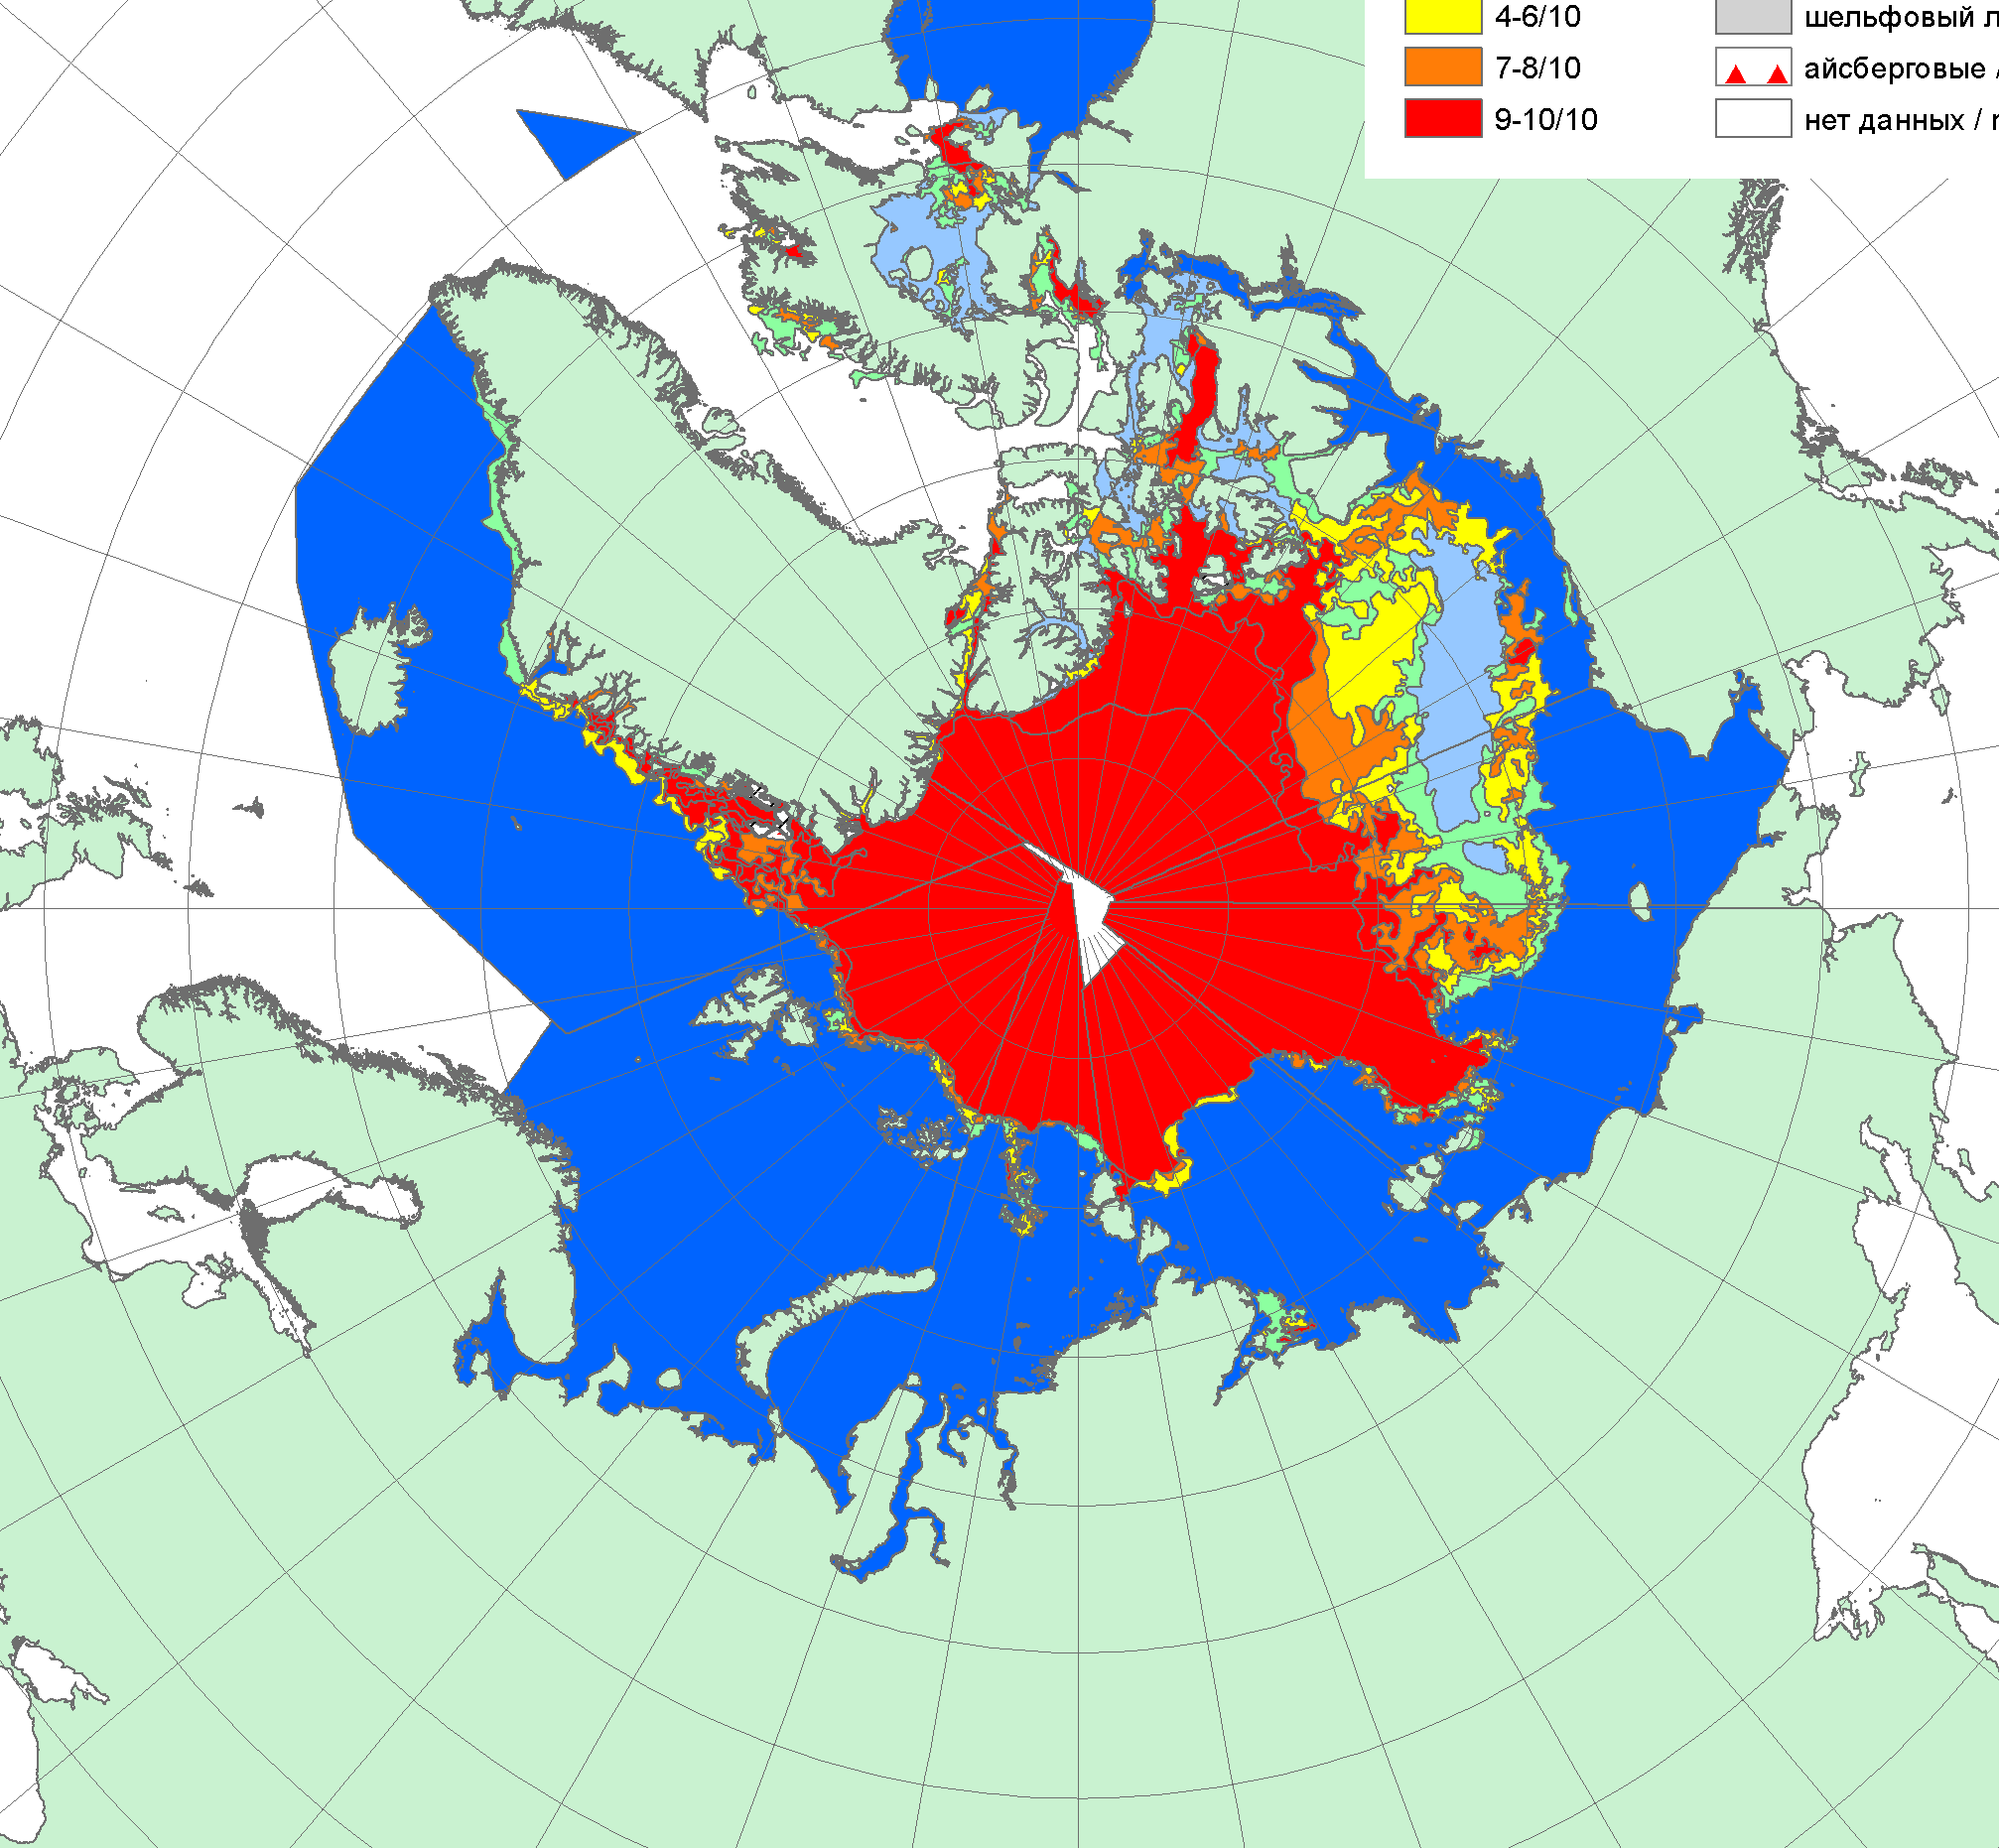 4-6/10
шельфовый л
7-8/10
айсберговые /
9-10/10
нет данных /